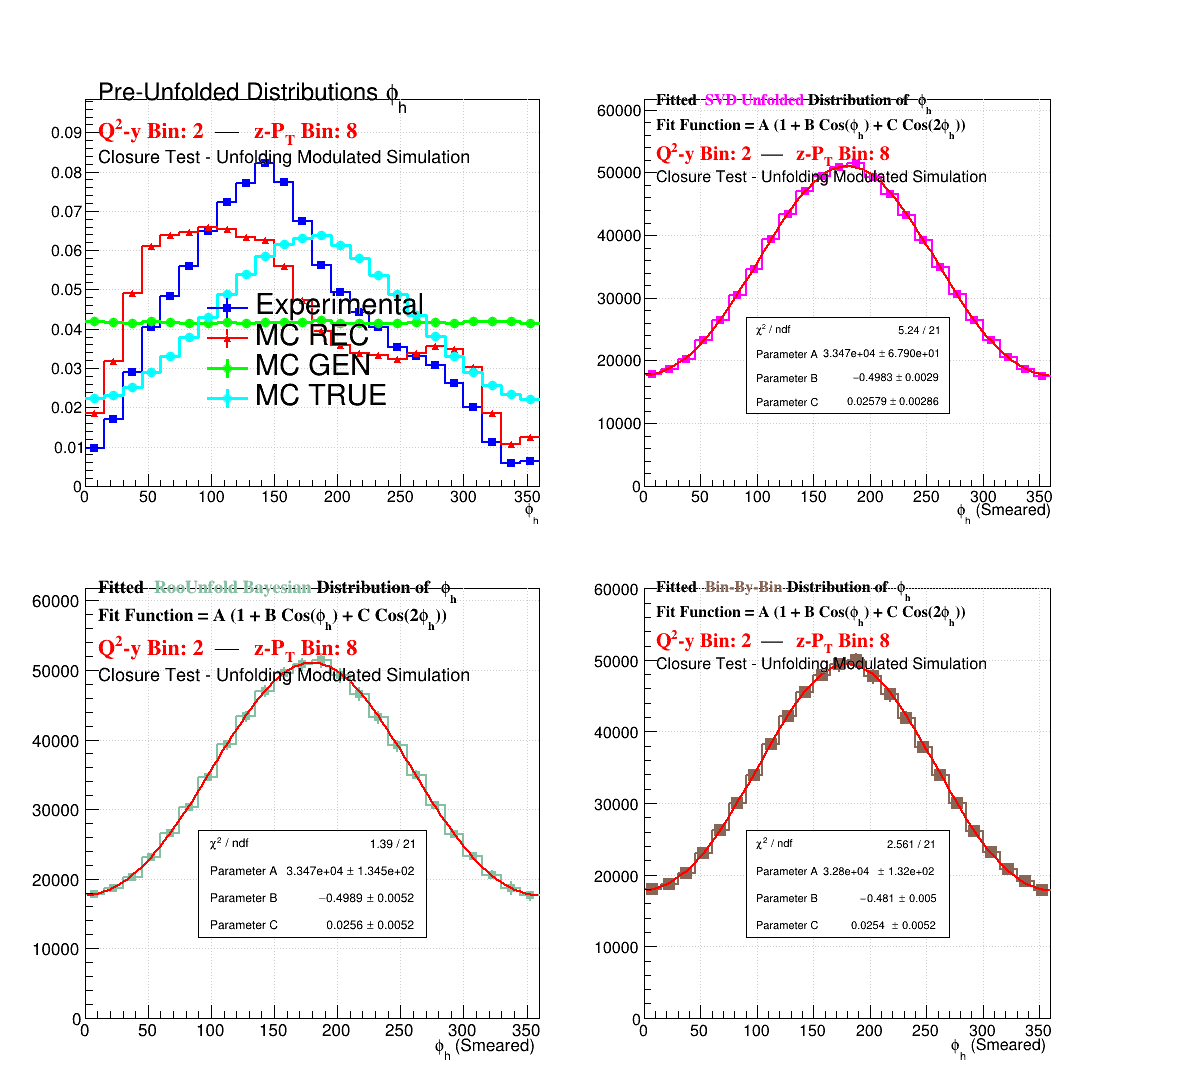 Pre-Unfolded Distributions ϕh
Q²-y Bin: 2 — z-PT Bin: 8
Closure Test - Unfolding Modulated Simulation
0.09
0.08
0.07
0.06
0.05
0.04
0.03
0.02
0.01
0
Experimental
MC REC
MC GEN
MC TRUE
0 50 100 150 200 250 300 350
ϕh
Fitted SVD Unfolded Distribution of ϕh
Fit Function = A (1 + B Cos(ϕh) + C Cos(2ϕh))
Q²-y Bin: 2 — z-PT Bin: 8
Closure Test - Unfolding Modulated Simulation
60000
50000
40000
30000
20000
10000
0
χ² / ndf 5.24 / 21
Parameter A 3.347e+04 ± 6.790e+01
Parameter B −0.4983 ± 0.0029
Parameter C 0.02579 ± 0.00286
0 50 100 150 200 250 300 350
ϕh (Smeared)
Fitted RooUnfold Bayesian Distribution of ϕh
Fit Function = A (1 + B Cos(ϕh) + C Cos(2ϕh))
Q²-y Bin: 2 — z-PT Bin: 8
Closure Test - Unfolding Modulated Simulation
60000
50000
40000
30000
20000
10000
0
χ² / ndf 1.39 / 21
Parameter A 3.347e+04 ± 1.345e+02
Parameter B −0.4989 ± 0.0052
Parameter C 0.0256 ± 0.0052
0 50 100 150 200 250 300 350
ϕh (Smeared)
Fitted Bin-By-Bin Distribution of ϕh
Fit Function = A (1 + B Cos(ϕh) + C Cos(2ϕh))
Q²-y Bin: 2 — z-PT Bin: 8
Closure Test - Unfolding Modulated Simulation
60000
50000
40000
30000
20000
10000
0
χ² / ndf 2.561 / 21
Parameter A 3.28e+04 ± 1.32e+02
Parameter B −0.481 ± 0.005
Parameter C 0.0254 ± 0.0052
0 50 100 150 200 250 300 350
ϕh (Smeared)